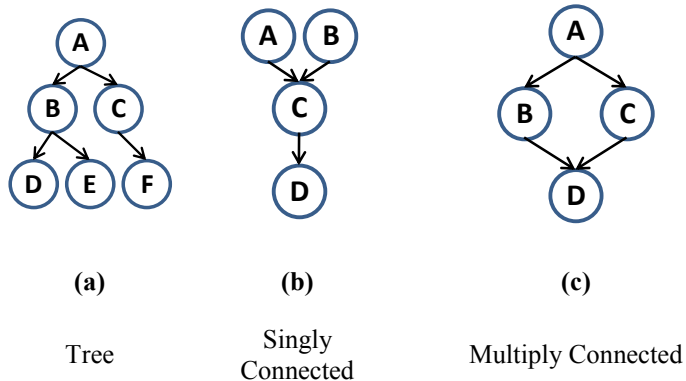 A
B C
D E F
(a)
Tree
A B
C
D
(b)
Singly
Connected
A
B C
D
(c)
Multiply Connected